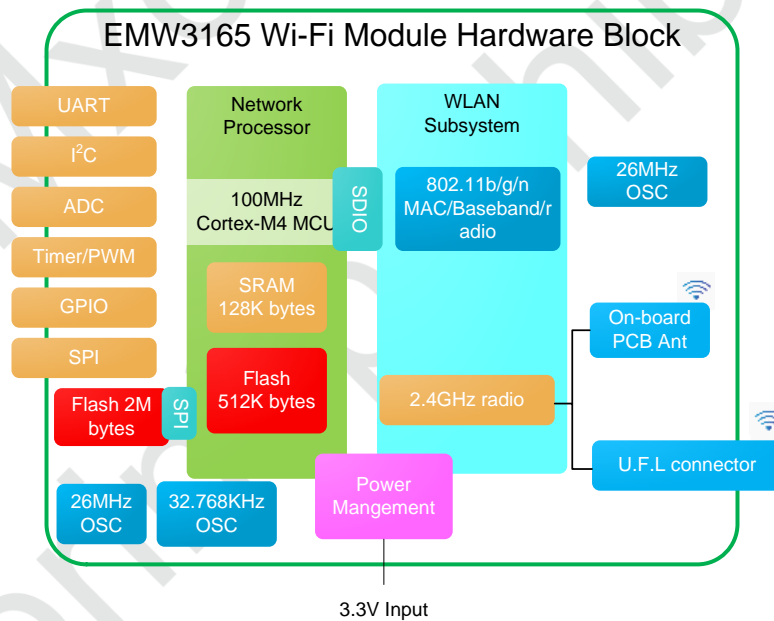 EMW3165 Wi-Fi Module Hardware Block
UART
I²C
ADC
Timer/PWM
GPIO
SPI
Flash 2M
bytes
SPI
Network
Processor
100MHz
Cortex-M4 MCU
SRAM
128K bytes
Flash
512K bytes
SDIO
WLAN
Subsystem
802.11b/g/n
MAC/Baseband/r
adio
2.4GHz radio
26MHz
OSC
On-board
PCB Ant
U.F.L connector
26MHz
OSC
32.768KHz
OSC
Power
Mangement
3.3V Input